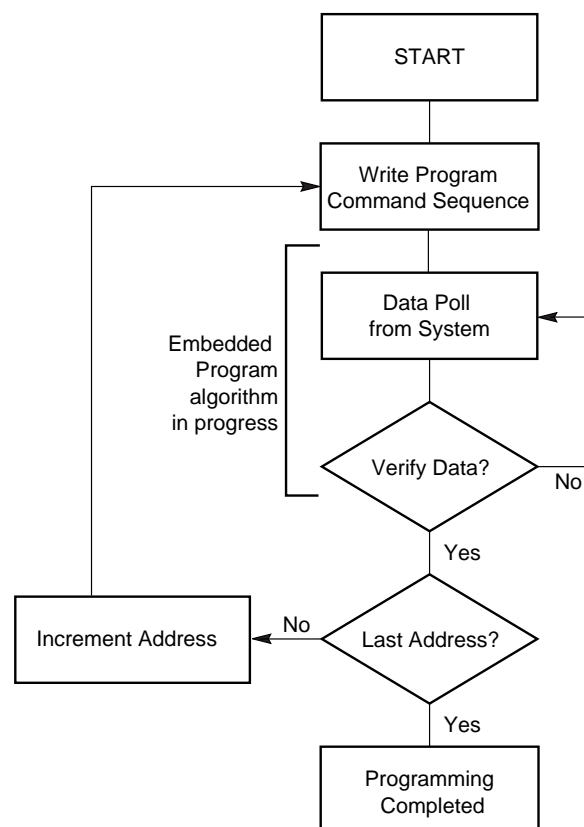 START
Write Program
Command Sequence
Data Poll
from System
Embedded
Program
algorithm
in progress
Verify Data?
No
Yes
Last Address?
No
Increment Address
Yes
Programming
Completed